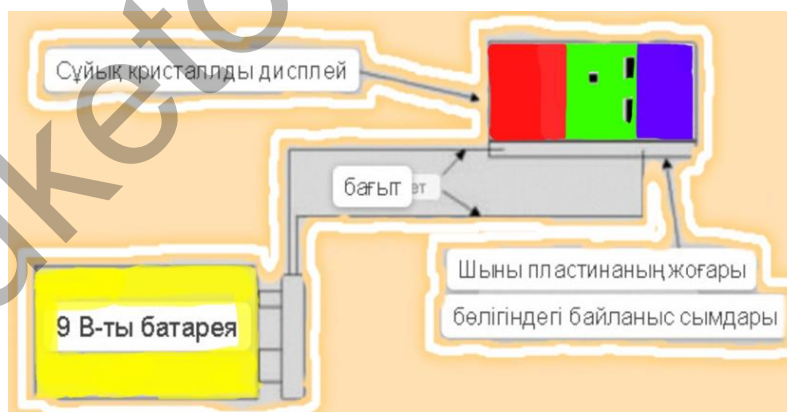 Сұйық кристаллды дисплей
бағыт
Шыны пластинаның жоғары
бөлігіндегі байланыс сымдары
9 В-ты батарея